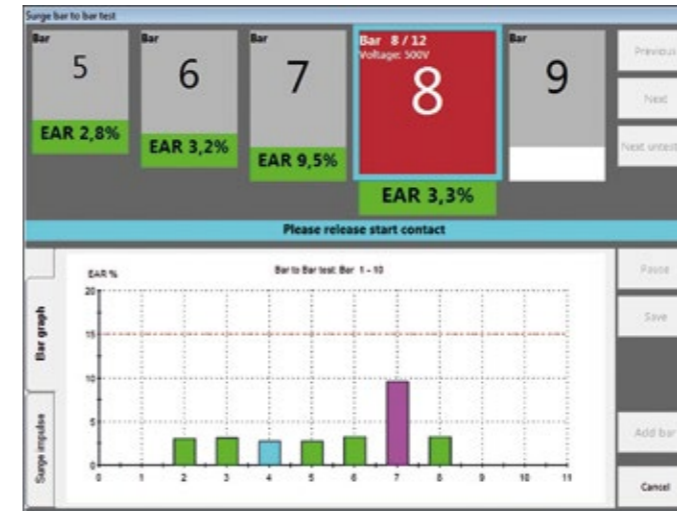 Surge bar to bar test
Bar
5
EAR 2,8%
Bar
6
EAR 3,2%
Bar
7
EAR 9,5%
Bar 8 / 12
Voltage: 500V
8
EAR 3,3%
Bar
9
Previous
Next
Next untest
Please release start contact
Bar graph
Surge impulse
EAR %
Bar to Bar test: Bar 1 - 10
20
15
10
5
0
0 1 2 3 4 5 6 7 8 9 10 11
Pause
Save
Add bar
Cancel